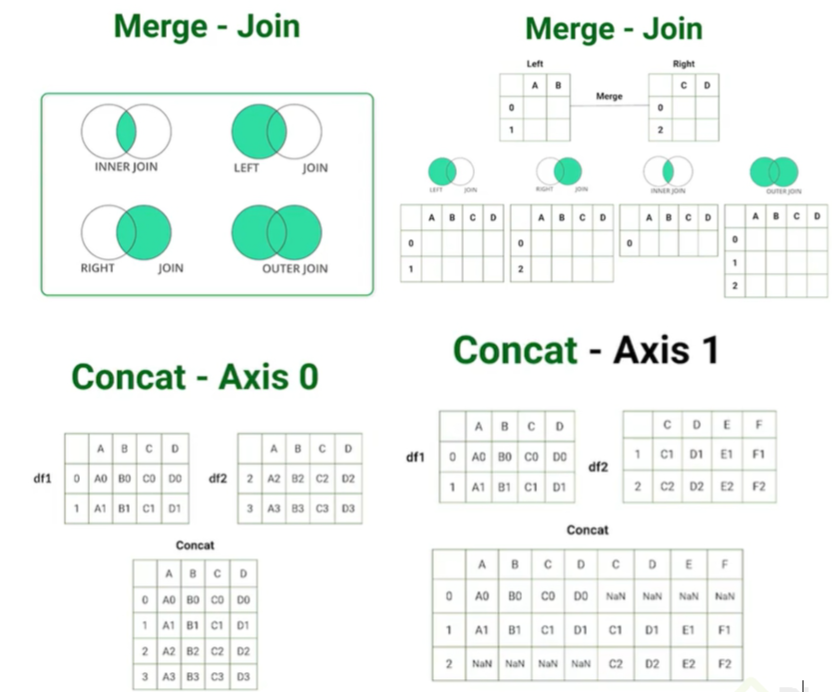 Merge - Join
INNER JOIN
LEFT JOIN
RIGHT JOIN
OUTER JOIN
Merge - Join
Left
Right
A B
C D
Merge
0
0
1
2
LEFT JOIN
RIGHT JOIN
INNER JOIN
OUTER JOIN
A B C D
0
1
A B C D
0
2
A B C D
0
A B C D
0
1
2
Concat - Axis 0
df1
A B C D
0 A0 B0 C0 D0
1 A1 B1 C1 D1
df2
A B C D
2 A2 B2 C2 D2
3 A3 B3 C3 D3
Concat
A B C D
0 A0 B0 C0 D0
1 A1 B1 C1 D1
2 A2 B2 C2 D2
3 A3 B3 C3 D3
Concat - Axis 1
df1
A B C D
0 A0 B0 C0 D0
1 A1 B1 C1 D1
df2
C D E F
1 C1 D1 E1 F1
2 C2 D2 E2 F2
Concat
A B C D C D E F
0 A0 B0 C0 D0 NaN NaN NaN NaN
1 A1 B1 C1 D1 C1 D1 E1 F1
2 NaN NaN NaN NaN C2 D2 E2 F2